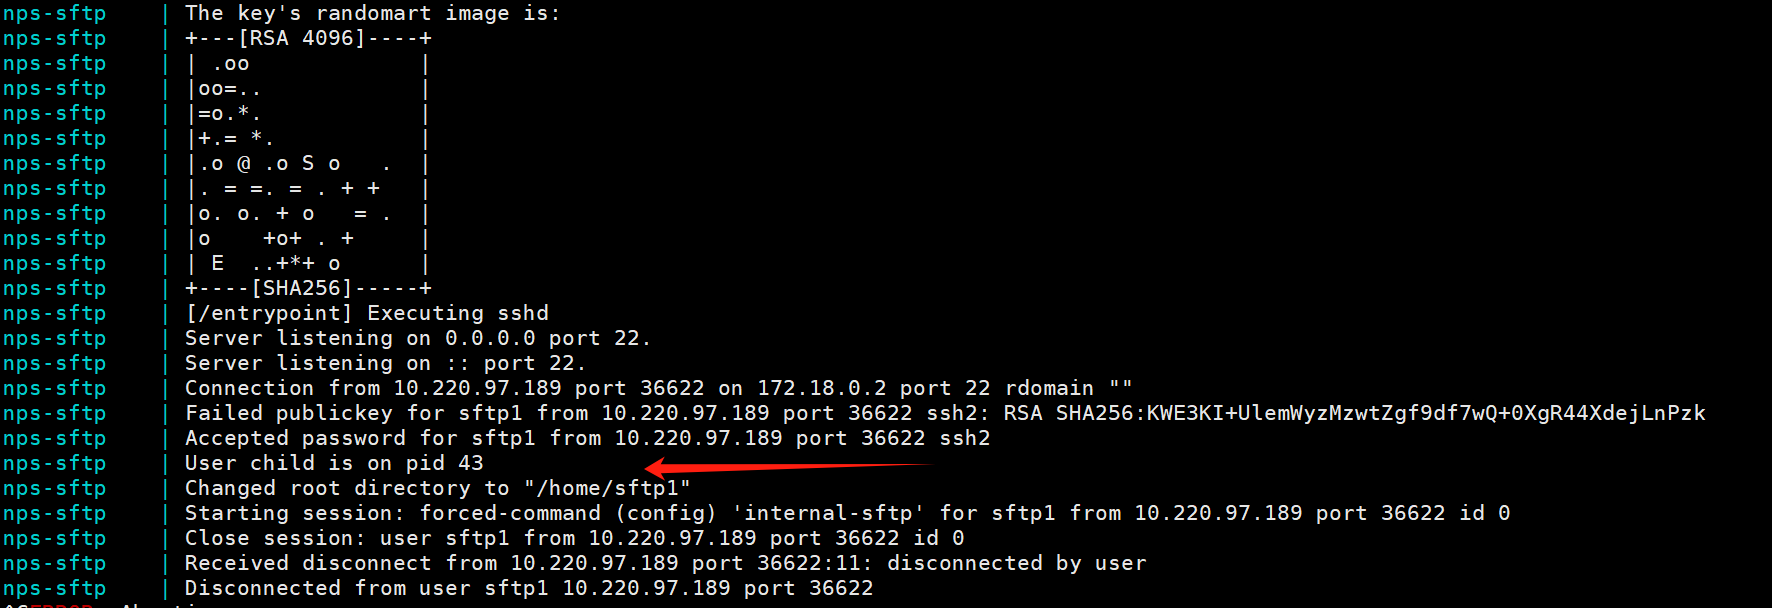 nps-sftp | The key's randomart image is:
nps-sftp | +---[RSA 4096]----+
nps-sftp | | .oo             |
nps-sftp | |oo=..            |
nps-sftp | |=o.*.            |
nps-sftp | |+.= *.           |
nps-sftp | |.o @ .o S o   .  |
nps-sftp | |. = =. = . + +   |
nps-sftp | |o. o. + o   = .  |
nps-sftp | |o    +o+ . +     |
nps-sftp | | E  ..+*+ o      |
nps-sftp | +----[SHA256]-----+
nps-sftp | [/entrypoint] Executing sshd
nps-sftp | Server listening on 0.0.0.0 port 22.
nps-sftp | Server listening on :: port 22.
nps-sftp | Connection from 10.220.97.189 port 36622 on 172.18.0.2 port 22 rdomain ""
nps-sftp | Failed publickey for sftp1 from 10.220.97.189 port 36622 ssh2: RSA SHA256:KWE3KI+UlemWyzMzwtZgf9df7wQ+0XgR44XdejLnPzk
nps-sftp | Accepted password for sftp1 from 10.220.97.189 port 36622 ssh2
nps-sftp | User child is on pid 43
nps-sftp | Changed root directory to "/home/sftp1"
nps-sftp | Starting session: forced-command (config) 'internal-sftp' for sftp1 from 10.220.97.189 port 36622 id 0
nps-sftp | Close session: user sftp1 from 10.220.97.189 port 36622 id 0
nps-sftp | Received disconnect from 10.220.97.189 port 36622:11: disconnected by user
nps-sftp | Disconnected from user sftp1 10.220.97.189 port 36622